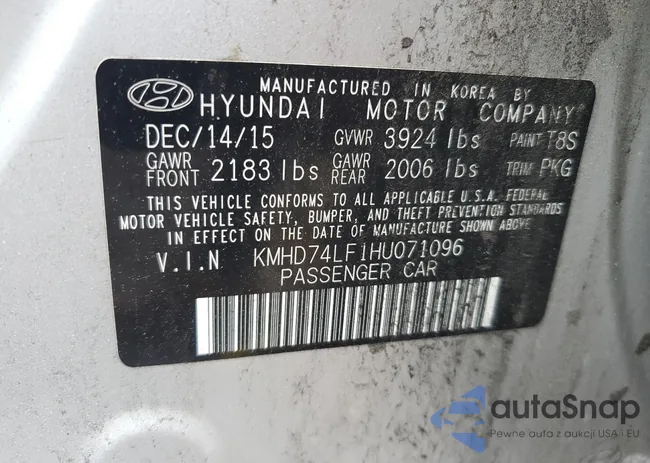 MANUFACTURED IN KOREA BY
HYUNDAI MOTOR COMPANY
DEC/14/15 GVWR 3924 lbs PAINT T8S
GAWR FRONT 2183 lbs GAWR REAR 2006 lbs TRIM PKG
THIS VEHICLE CONFORMS TO ALL APPLICABLE U.S.A. FEDERAL
MOTOR VEHICLE SAFETY, BUMPER, AND THEFT PREVENTION STANDARDS
IN EFFECT ON THE DATE OF MANUFACTURE SHOWN ABOVE.
V.I.N KMHD74LF1HU071096
PASSENGER CAR
autaSnap
Pewne auta z aukcji USA i EU